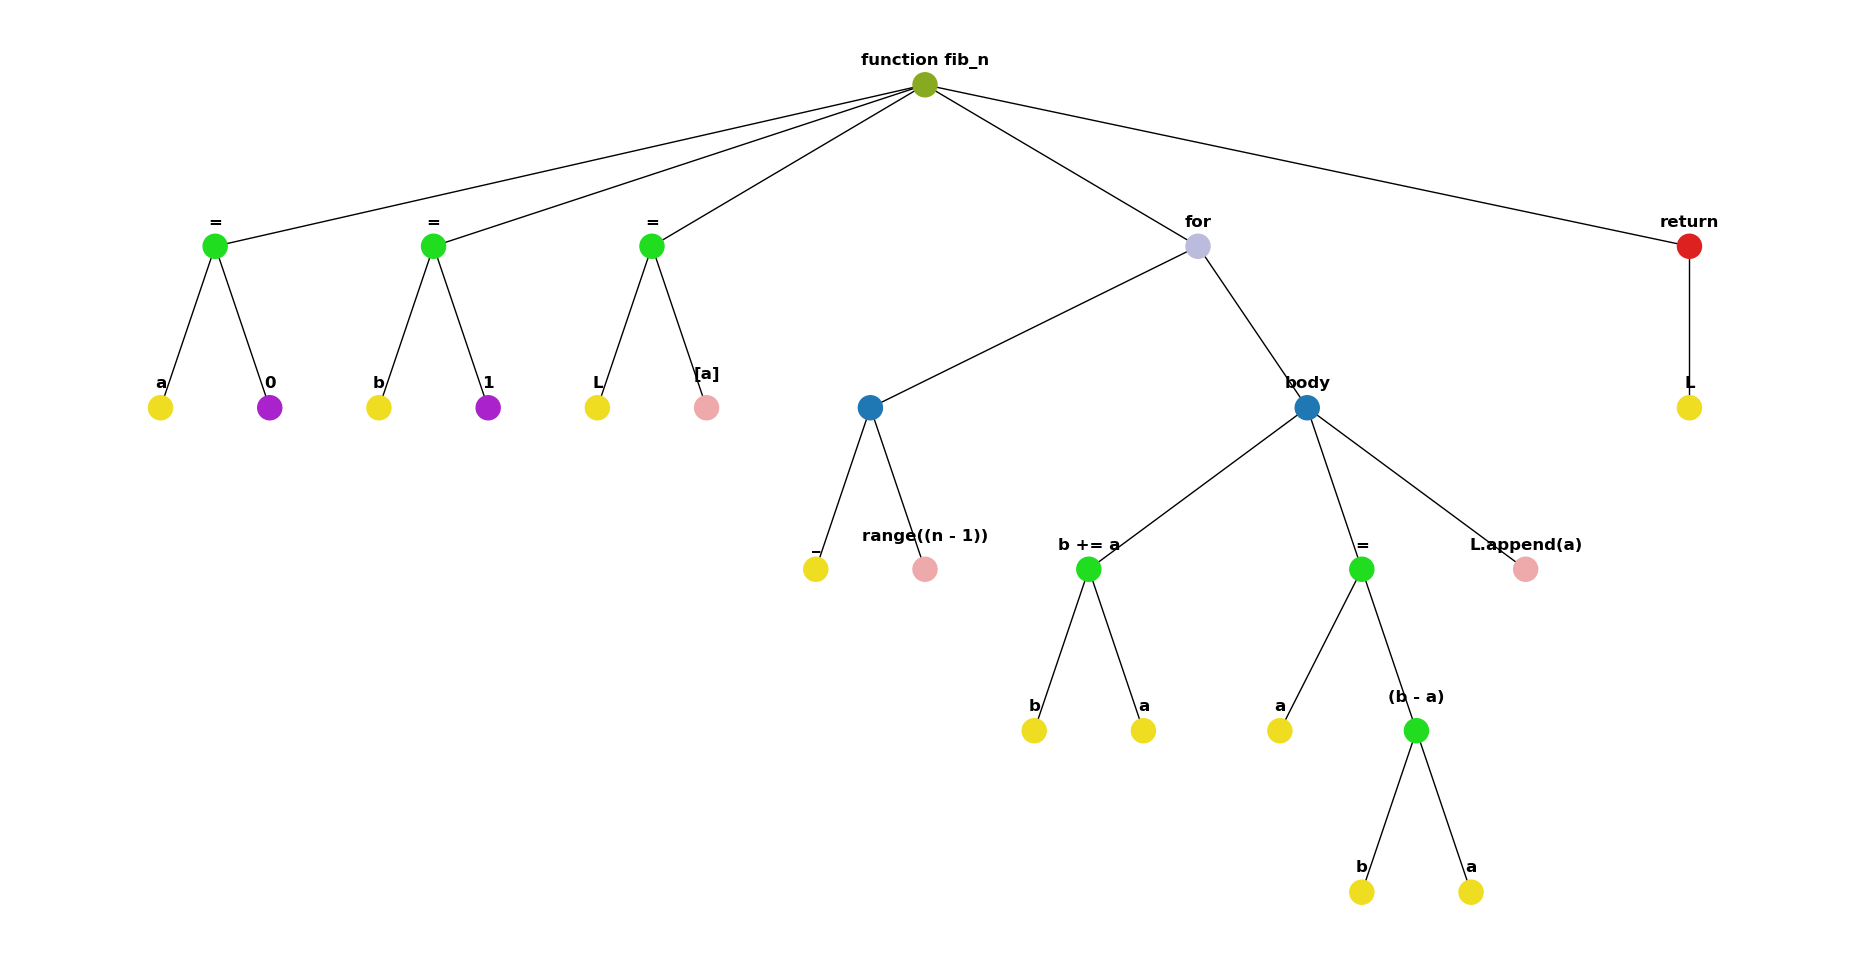 function fib_n
=
=
=
for
return
a
0
b
1
L
[a]
body
L
_
range((n - 1))
b += a
=
L.append(a)
b
a
a
(b - a)
b
a